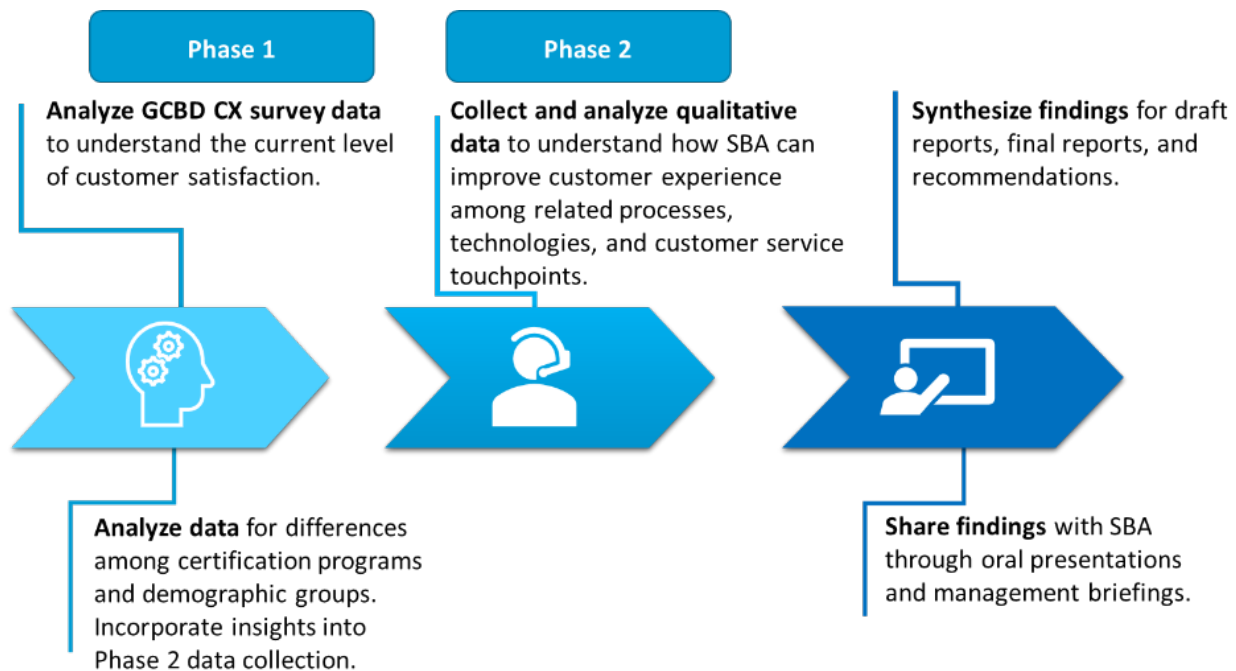 Phase 1
Analyze GCBD CX survey data
to understand the current level
of customer satisfaction.
Analyze data for differences
among certification programs
and demographic groups.
Incorporate insights into
Phase 2 data collection.
Phase 2
Collect and analyze qualitative
data to understand how SBA can
improve customer experience
among related processes,
technologies, and customer service
touchpoints.
Synthesize findings for draft
reports, final reports, and
recommendations.
Share findings with SBA
through oral presentations
and management briefings.